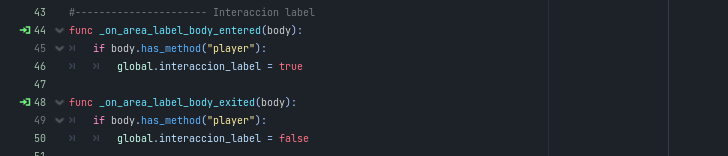 43 #---------------------- Interaccion label
44 func _on_area_label_body_entered(body):
45 if body.has_method("player"):
46 global.interaccion_label = true
47
48 func _on_area_label_body_exited(body):
49 if body.has_method("player"):
50 global.interaccion_label = false